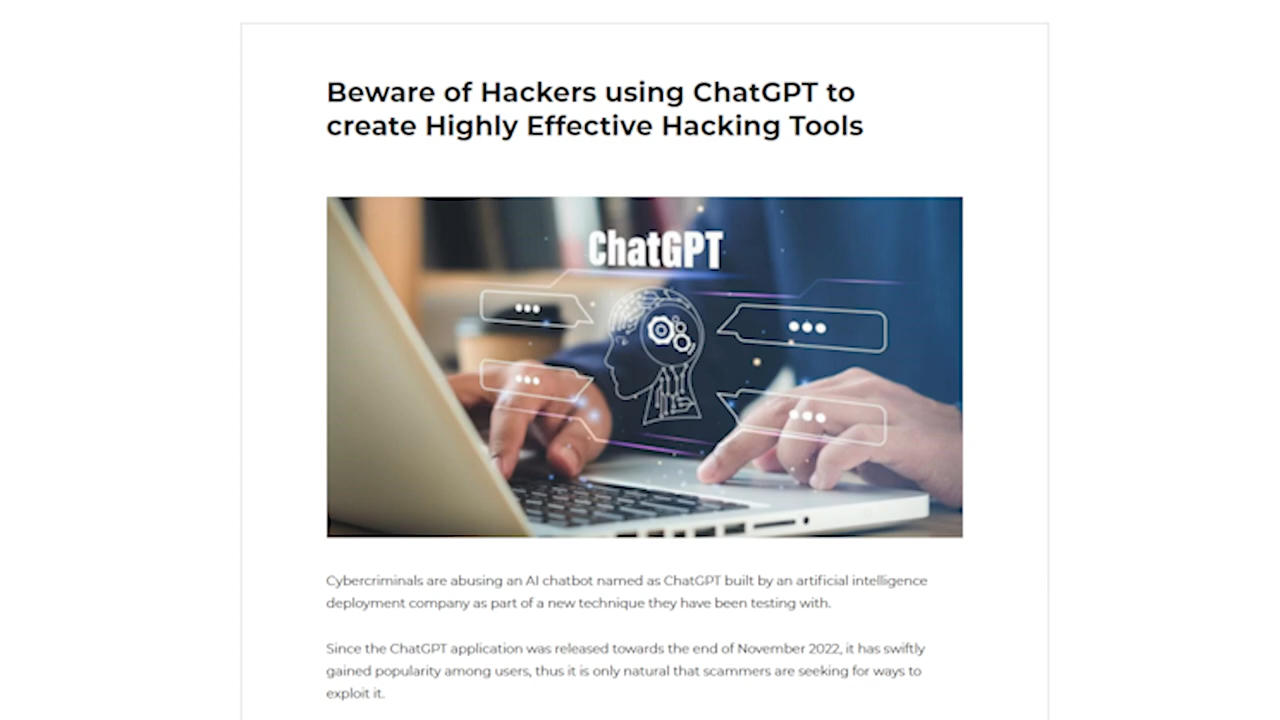 Beware of Hackers using ChatGPT to
create Highly Effective Hacking Tools
ChatGPT
Cybercriminals are abusing an AI chatbot named as ChatGPT built by an artificial intelligence
deployment company as part of a new technique they have been testing with.
Since the ChatGPT application was released towards the end of November 2022, it has swiftly
gained popularity among users, thus it is only natural that scammers are seeking for ways to
exploit it.